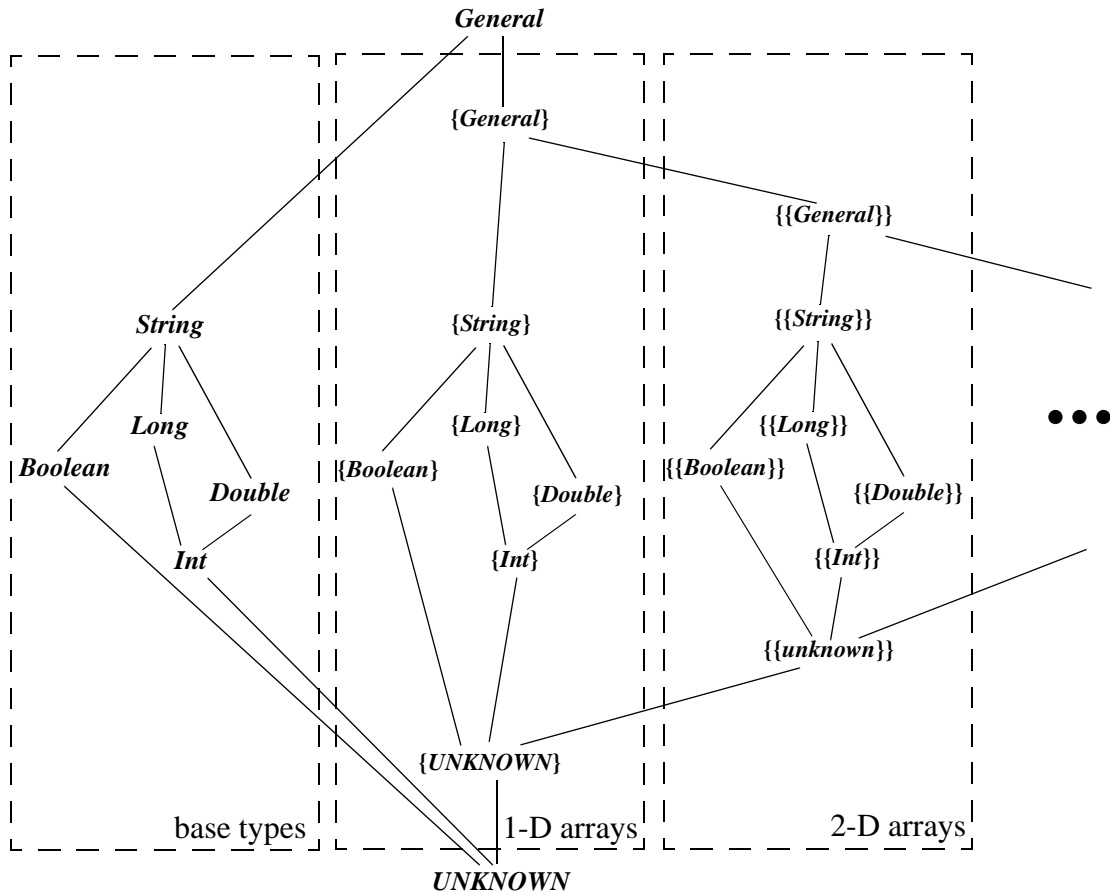 General
{General}
{{General}}
String
{String}
{{String}}
Long
{Long}
{{Long}}
Boolean
{Boolean}
{{Boolean}}
Double
{Double}
{{Double}}
Int
{Int}
{{Int}}
{{unknown}}
{UNKNOWN}
base types
1-D arrays
2-D arrays
UNKNOWN